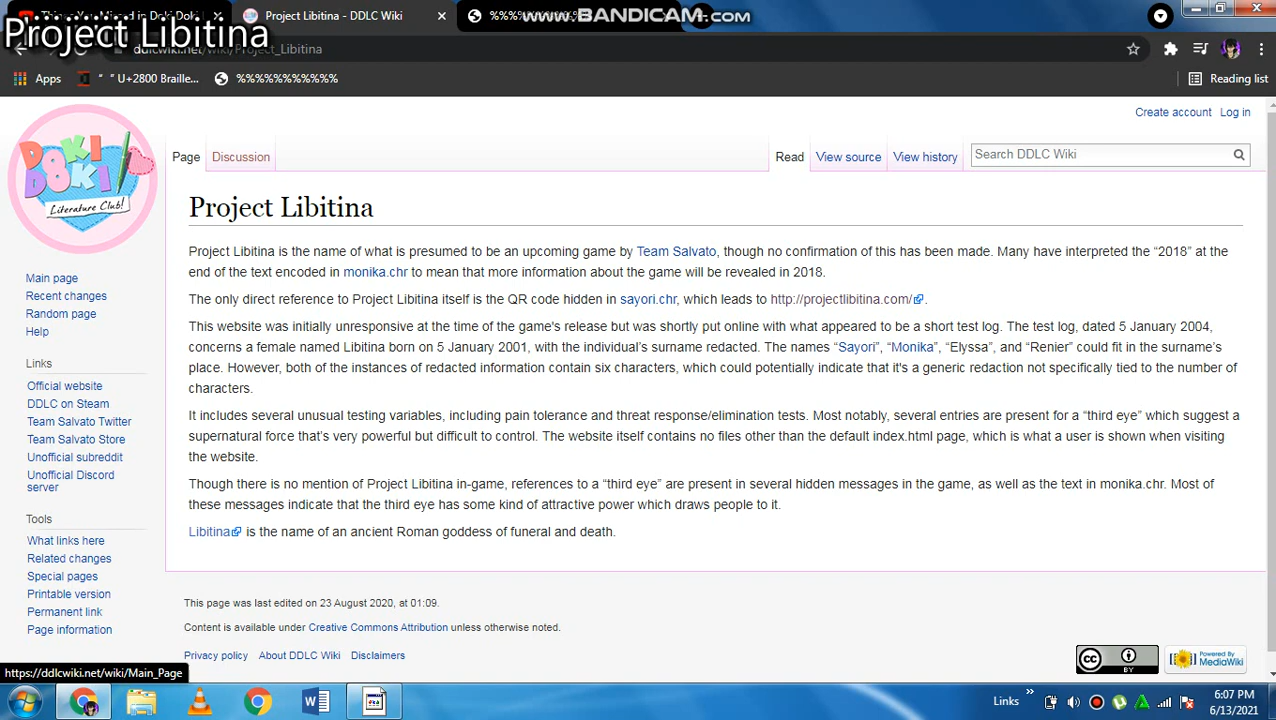 Project Libitina - DDLC Wiki
WWW.BANDICAM.COM
Project Libitina
ddlcwiki.net/wiki/Project_Libitina
Apps
" " U+2800 Braille...
%%%%%%%%%%%
Reading list
Create account
Log in
DOKI DOKI
Literature Club!
Page
Discussion
Read
View source
View history
Search DDLC Wiki
Project Libitina
Project Libitina is the name of what is presumed to be an upcoming game by Team Salvato, though no confirmation of this has been made. Many have interpreted the “2018” at the
end of the text encoded in monika.chr to mean that more information about the game will be revealed in 2018.
The only direct reference to Project Libitina itself is the QR code hidden in sayori.chr, which leads to http://projectlibitina.com/.
This website was initially unresponsive at the time of the game's release but was shortly put online with what appeared to be a short test log. The test log, dated 5 January 2004,
concerns a female named Libitina born on 5 January 2001, with the individual’s surname redacted. The names “Sayori”, “Monika”, “Elyssa”, and “Renier” could fit in the surname’s
place. However, both of the instances of redacted information contain six characters, which could potentially indicate that it's a generic redaction not specifically tied to the number of
characters.
It includes several unusual testing variables, including pain tolerance and threat response/elimination tests. Most notably, several entries are present for a “third eye” which suggest a
supernatural force that’s very powerful but difficult to control. The website itself contains no files other than the default index.html page, which is what a user is shown when visiting
the website.
Though there is no mention of Project Libitina in-game, references to a “third eye” are present in several hidden messages in the game, as well as the text in monika.chr. Most of
these messages indicate that the third eye has some kind of attractive power which draws people to it.
Libitina is the name of an ancient Roman goddess of funeral and death.
Main page
Recent changes
Random page
Help
Links
Official website
DDLC on Steam
Team Salvato Twitter
Team Salvato Store
Unofficial subreddit
Unofficial Discord
server
Tools
What links here
Related changes
Special pages
Printable version
Permanent link
Page information
This page was last edited on 23 August 2020, at 01:09.
Content is available under Creative Commons Attribution unless otherwise noted.
Privacy policy
About DDLC Wiki
Disclaimers
cc
BY
Powered By
MediaWiki
https://ddlcwiki.net/wiki/Main_Page
Links
6:07 PM
6/13/2021